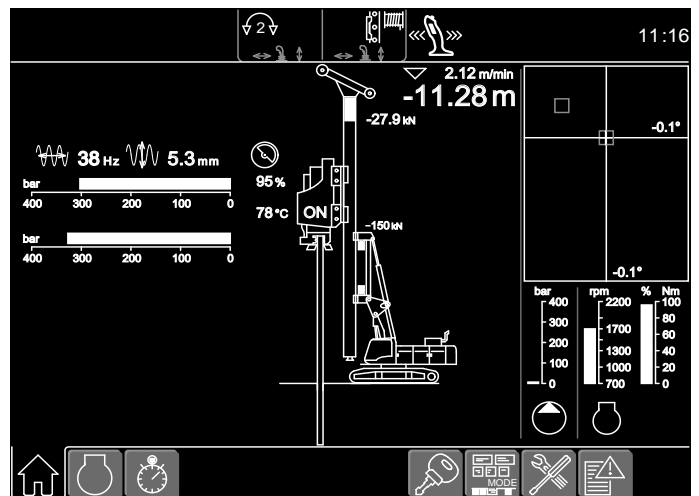 2
11:16
2.12 m/min
-11.28 m
-27.9 kN
-0.1°
38 Hz 5.3 mm
95 %
bar
400 300 200 100 0
78 °C
ON
-150 kN
bar
400 300 200 100 0
-0.1°
bar rpm % Nm
400 2200 100
300 1700 80
200 1300 60
100 1000 40
0 700 20
0
MODE